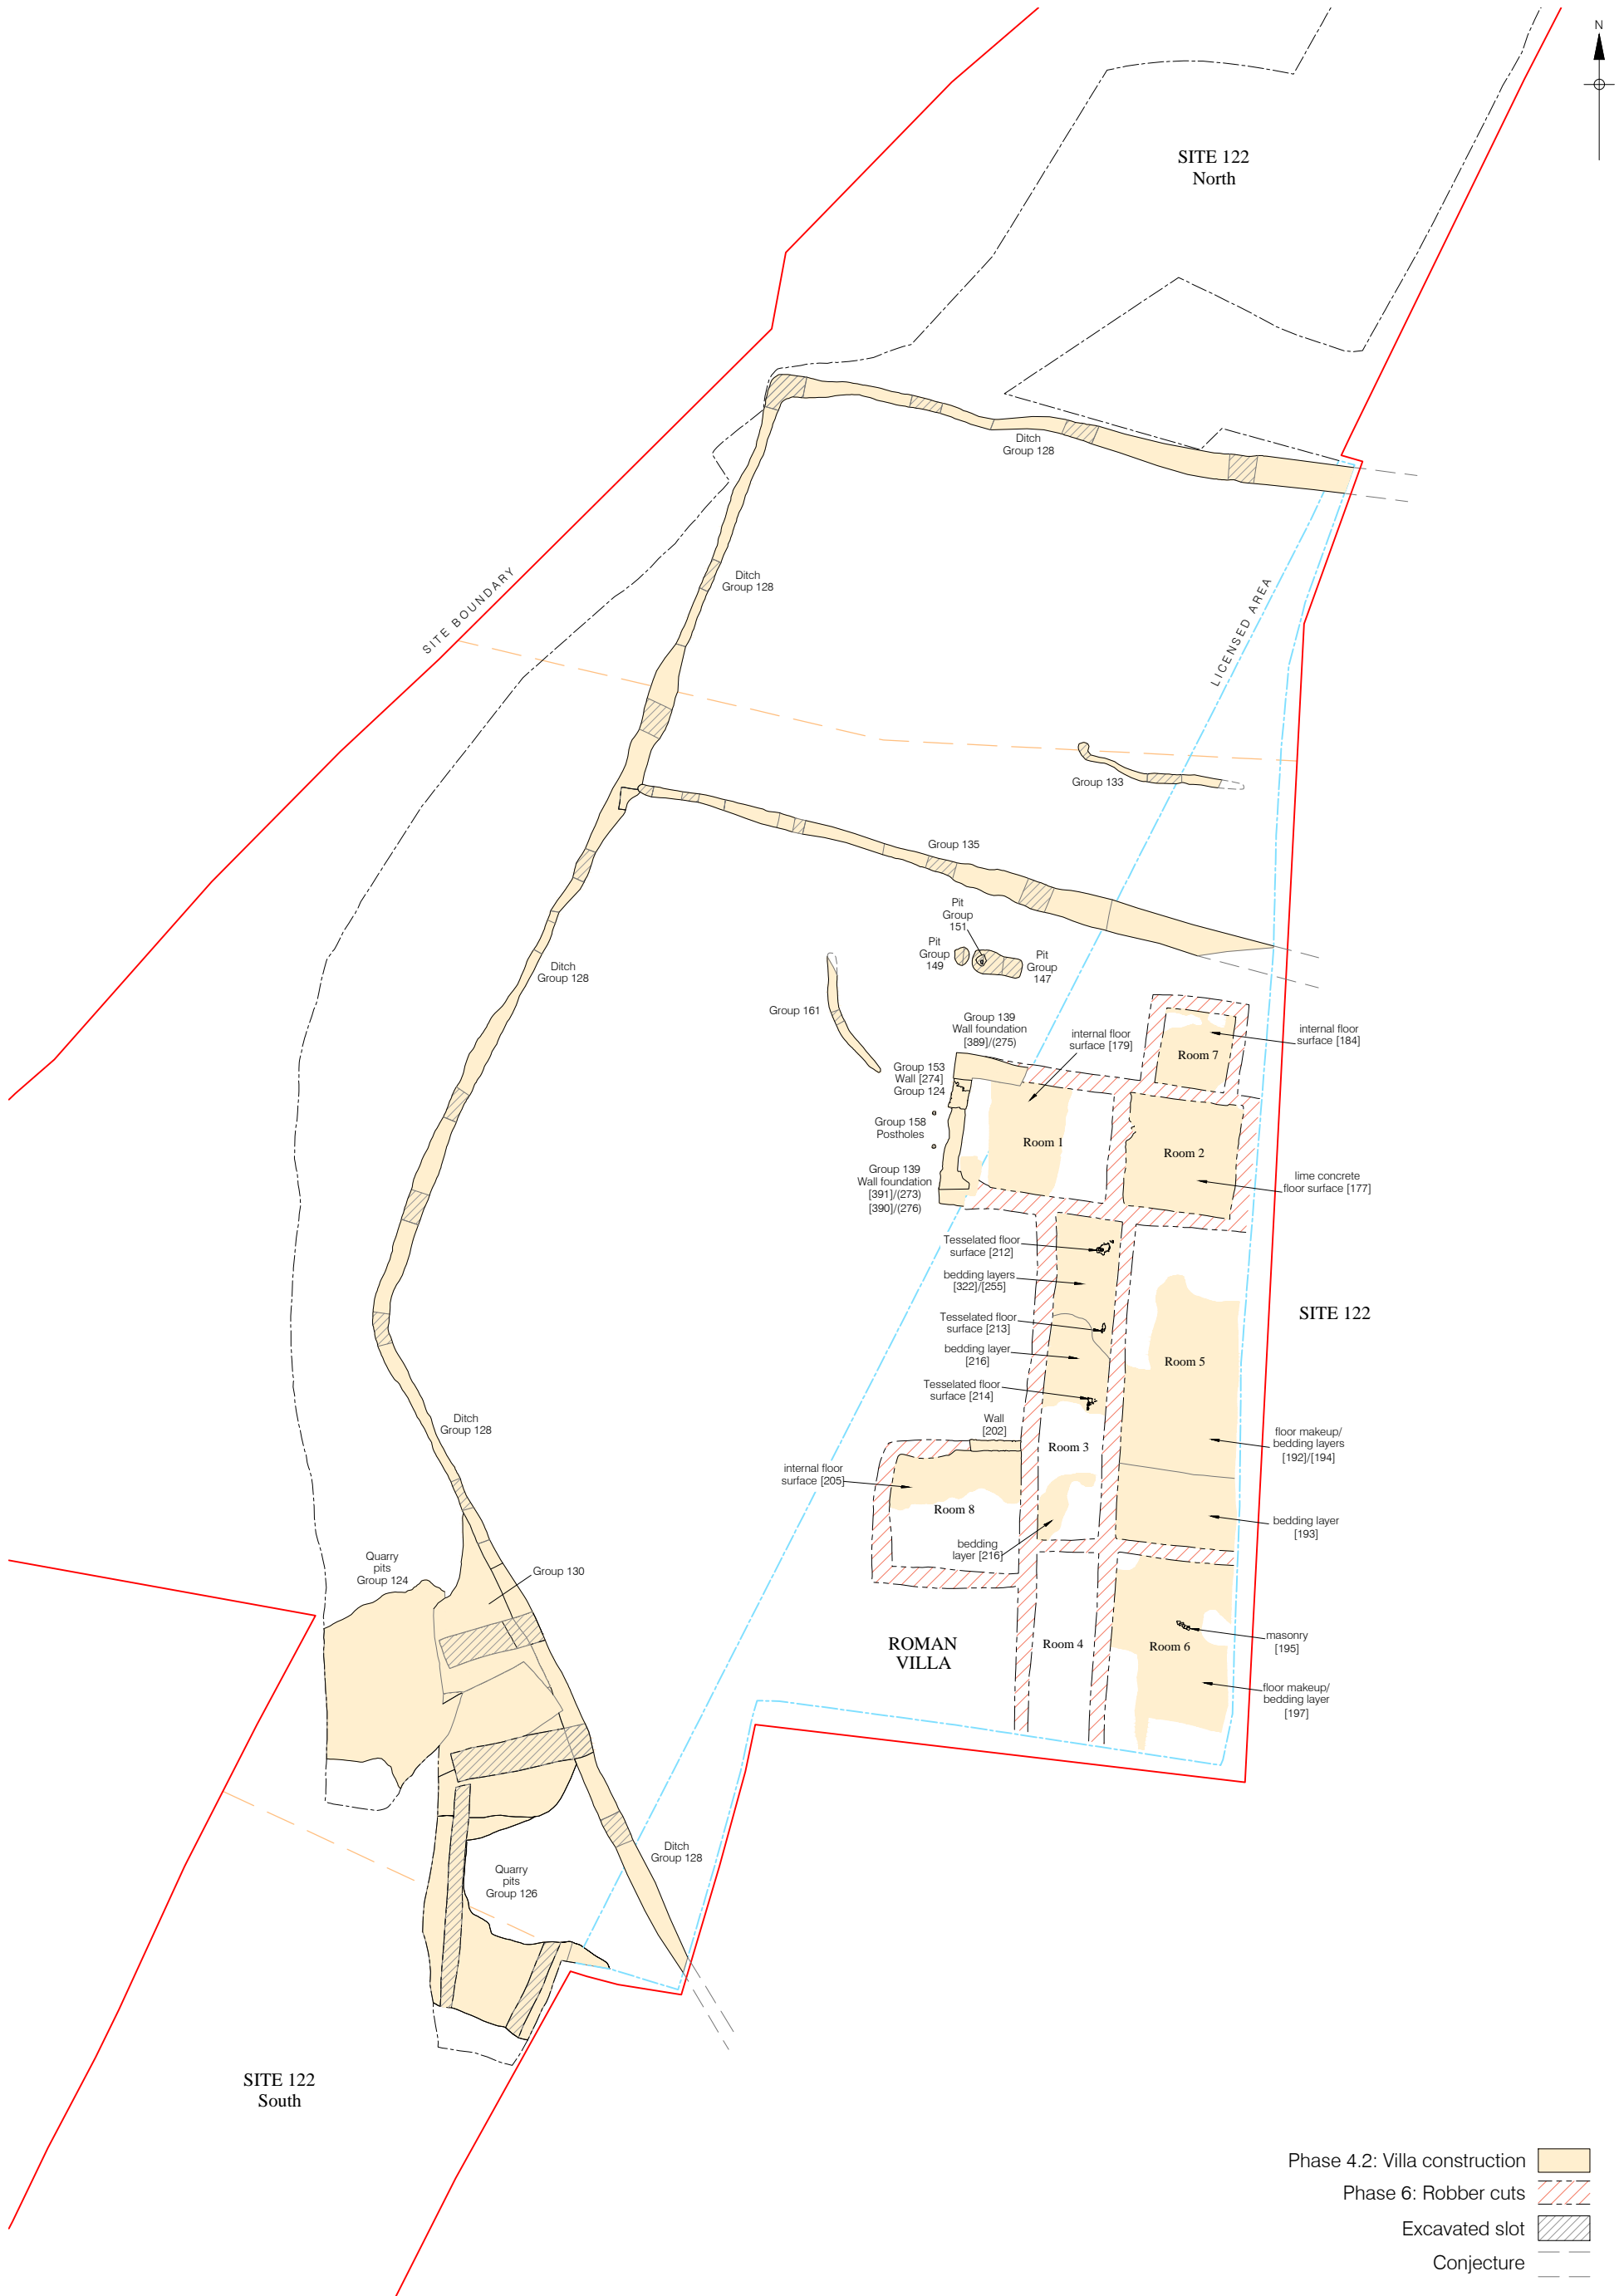 N
SITE 122
North
Ditch
Group 128
SITE BOUNDARY
Ditch
Group 128
LICENSED AREA
Group 133
Group 135
Pit
Group
151
Pit
Group
149
Pit
Group
147
Ditch
Group 128
Group 161
Group 139
Wall foundation
[389]/(275)
internal floor
surface [179]
internal floor
surface [184]
Room 7
Group 153
Wall [274]
Group 124
Group 158
Postholes
Room 1
Room 2
Group 139
Wall foundation
[391]/(273)
[390]/(276)
lime concrete
floor surface [177]
Tesselated floor
surface [212]
bedding layers
[322]/[255]
Tesselated floor
surface [213]
bedding layer
[216]
Tesselated floor
surface [214]
SITE 122
Room 5
Ditch
Group 128
Wall
[202]
Room 3
floor makeup/
bedding layers
[192]/[194]
internal floor
surface [205]
Room 8
bedding layer
[193]
bedding
layer [216]
Quarry
pits
Group 124
Group 130
ROMAN
VILLA
Room 4
Room 6
masonry
[195]
floor makeup/
bedding layer
[197]
Ditch
Group 128
Quarry
pits
Group 126
SITE 122
South
Phase 4.2: Villa construction
Phase 6: Robber cuts
Excavated slot
Conjecture